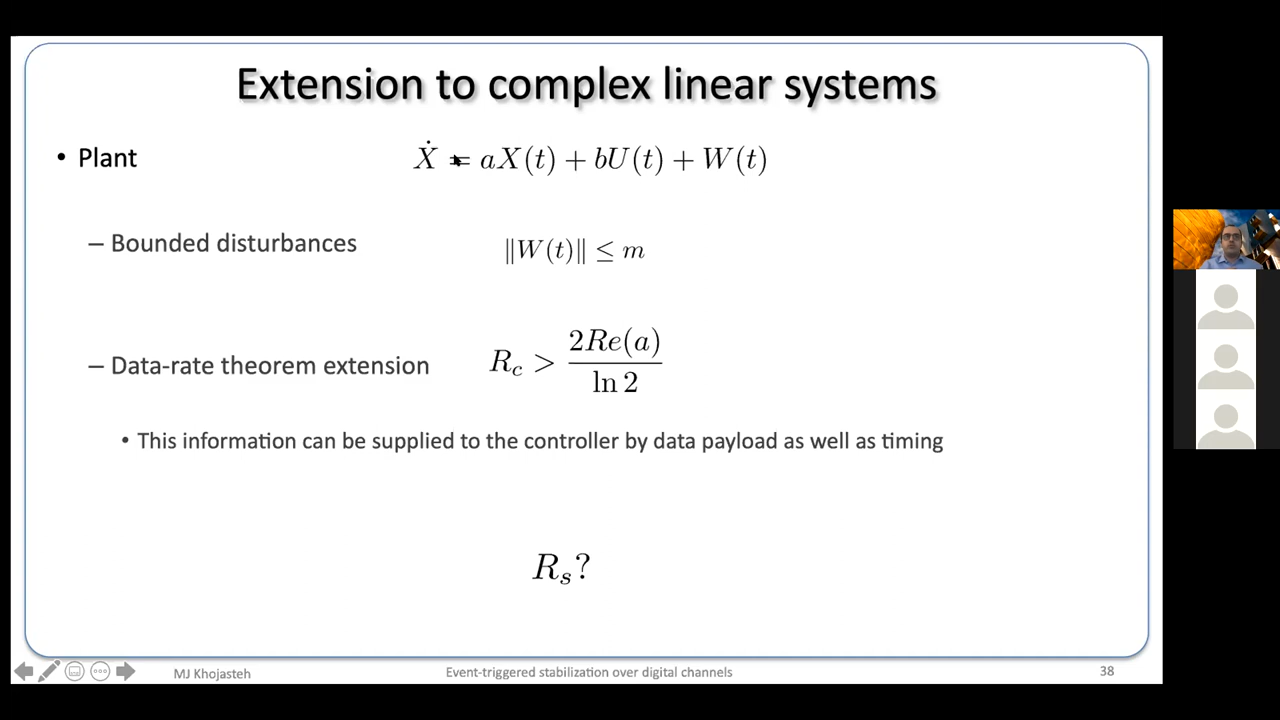 Extension to complex linear systems
• Plant
Ẋ = aX(t) + bU(t) + W(t)
– Bounded disturbances
‖W(t)‖ ≤ m
– Data-rate theorem extension
R_c > 2Re(a) / ln 2
• This information can be supplied to the controller by data payload as well as timing
R_s?
MJ Khojasteh
Event-triggered stabilization over digital channels
38